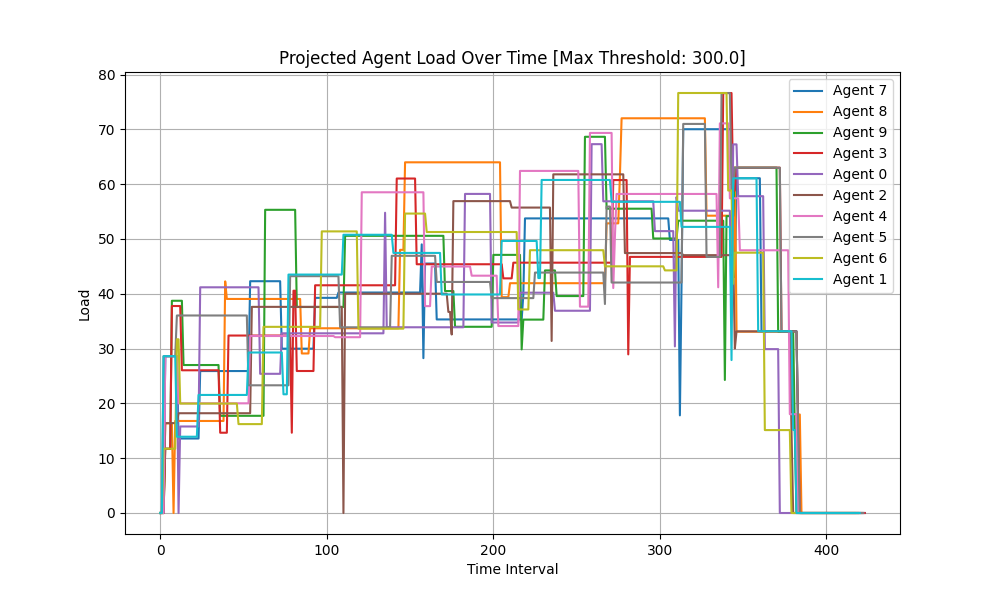 Projected Agent Load Over Time [Max Threshold: 300.0]
80
70
60
50
40
30
20
10
0
Load
0
100
200
300
400
Time Interval
Agent 7
Agent 8
Agent 9
Agent 3
Agent 0
Agent 2
Agent 4
Agent 5
Agent 6
Agent 1